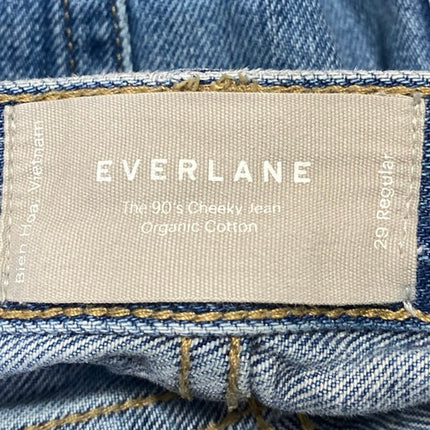 EVERLANE
The 90's Cheeky Jean
Organic Cotton
Bien Hoa, Vietnam
29 Regular